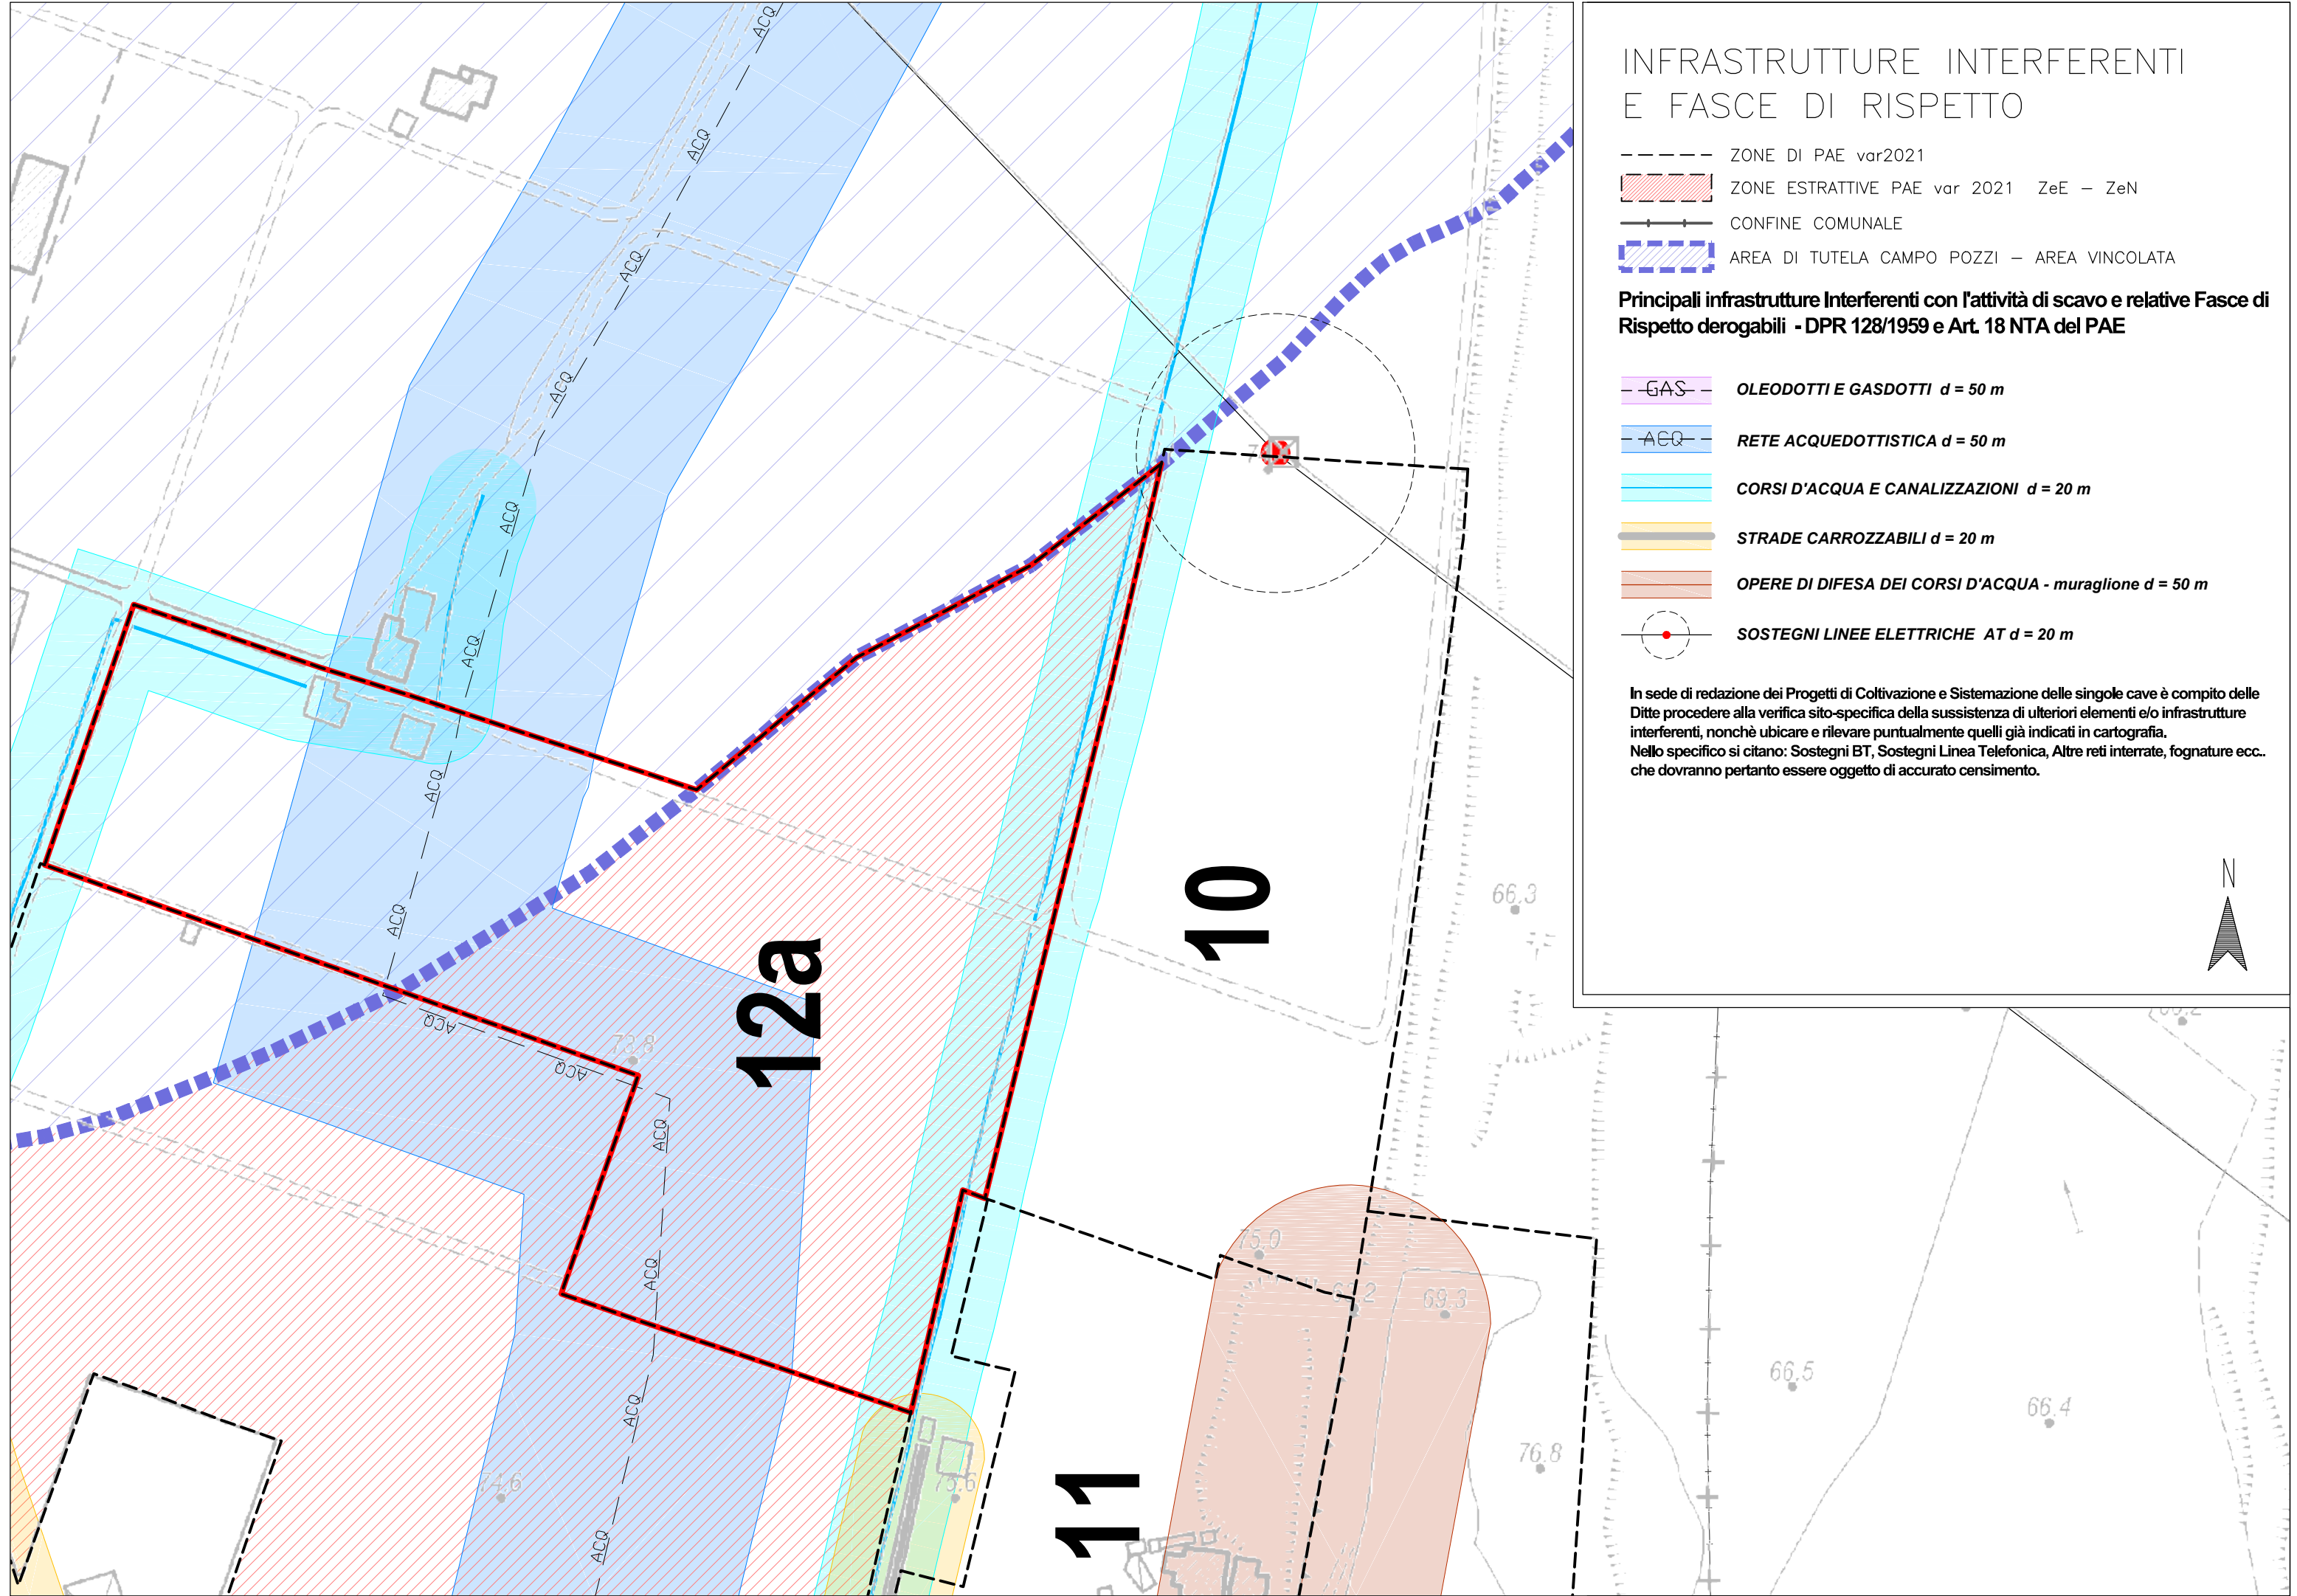 INFRASTRUTTURE INTERFERENTI
E FASCE DI RISPETTO
ZONE DI PAE var2021
ZONE ESTRATTIVE PAE var 2021 ZeE – ZeN
CONFINE COMUNALE
AREA DI TUTELA CAMPO POZZI – AREA VINCOLATA
Principali infrastrutture Interferenti con l'attività di scavo e relative Fasce di
Rispetto derogabili - DPR 128/1959 e Art. 18 NTA del PAE
GAS OLEODOTTI E GASDOTTI d = 50 m
ACQ RETE ACQUEDOTTISTICA d = 50 m
CORSI D'ACQUA E CANALIZZAZIONI d = 20 m
STRADE CARROZZABILI d = 20 m
OPERE DI DIFESA DEI CORSI D'ACQUA - muraglione d = 50 m
SOSTEGNI LINEE ELETTRICHE AT d = 20 m
In sede di redazione dei Progetti di Coltivazione e Sistemazione delle singole cave è compito delle
Ditte procedere alla verifica sito-specifica della sussistenza di ulteriori elementi e/o infrastrutture
interferenti, nonchè ubicare e rilevare puntualmente quelli già indicati in cartografia.
Nello specifico si citano: Sostegni BT, Sostegni Linea Telefonica, Altre reti interrate, fognature ecc..
che dovranno pertanto essere oggetto di accurato censimento.
N
ACQ
ACQ
ACQ
ACQ
ACQ
ACQ
ACQ
ACQ
ACQ
ACQ
ACQ
ACQ
ACQ
ACQ
12a
10
11
66.3
73.8
75.0
69.3
66.5
66.4
76.8
74.6
75.6